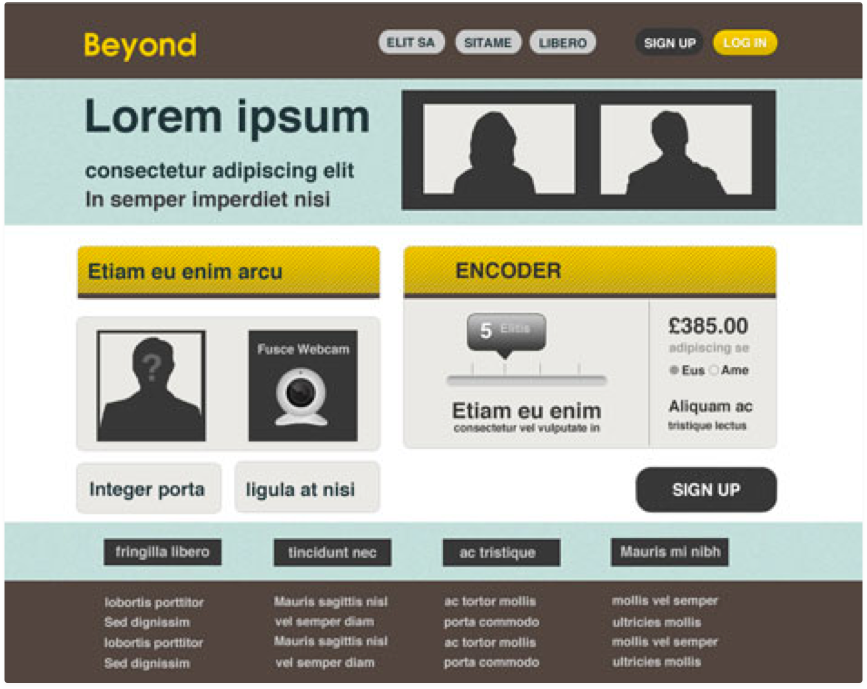 Beyond
ELIT SA
SITAME
LIBERO
SIGN UP
LOG IN
Lorem ipsum
consectetur adipiscing elit
In semper imperdiet nisi
Etiam eu enim arcu
?
Fusce Webcam
Integer porta
ligula at nisi
ENCODER
5 Elitis
Etiam eu enim
consectetur vel vulputate in
£385.00
adipiscing se
Eus Ame
Aliquam ac
tristique lectus
SIGN UP
fringilla libero
lobortis porttitor
Sed dignissim
lobortis porttitor
Sed dignissim
tincidunt nec
Mauris sagittis nisl
vel semper diam
Mauris sagittis nisl
vel semper diam
ac tristique
ac tortor mollis
porta commodo
ac tortor mollis
porta commodo
Mauris mi nibh
mollis vel semper
ultricies mollis
mollis vel semper
ultricies mollis